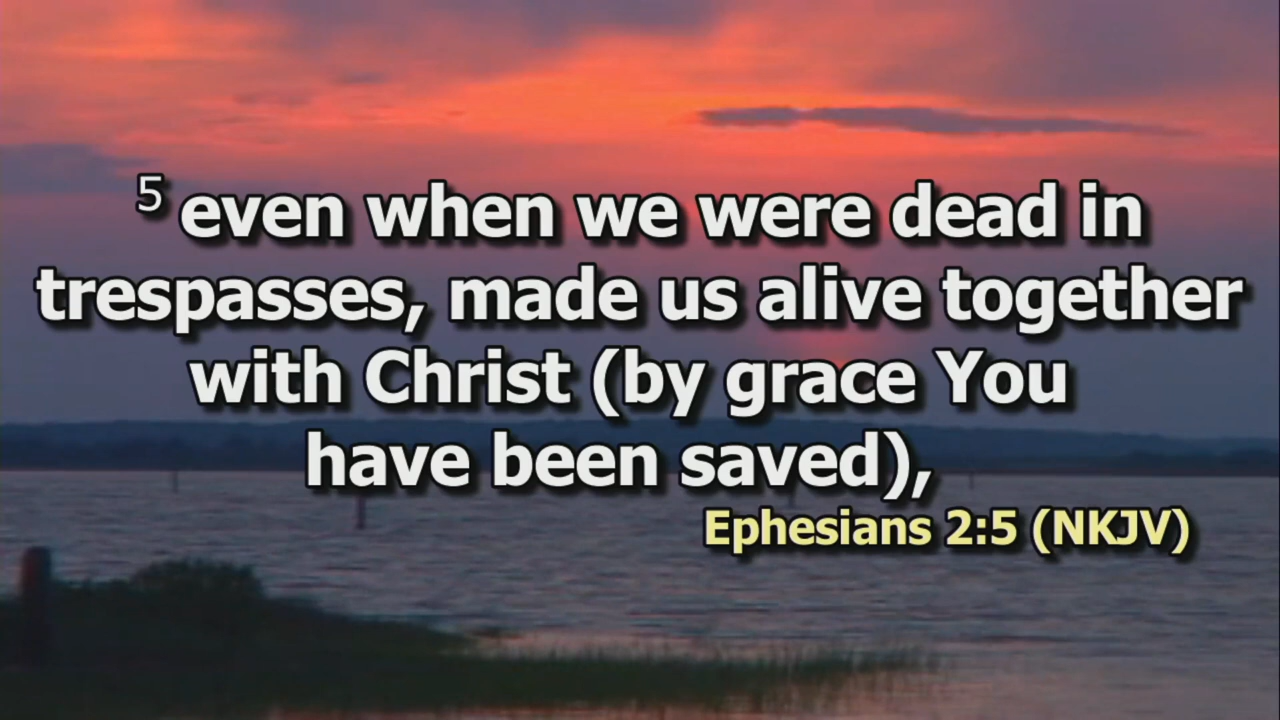 5 even when we were dead in
trespasses, made us alive together
with Christ (by grace You
have been saved),
Ephesians 2:5 (NKJV)